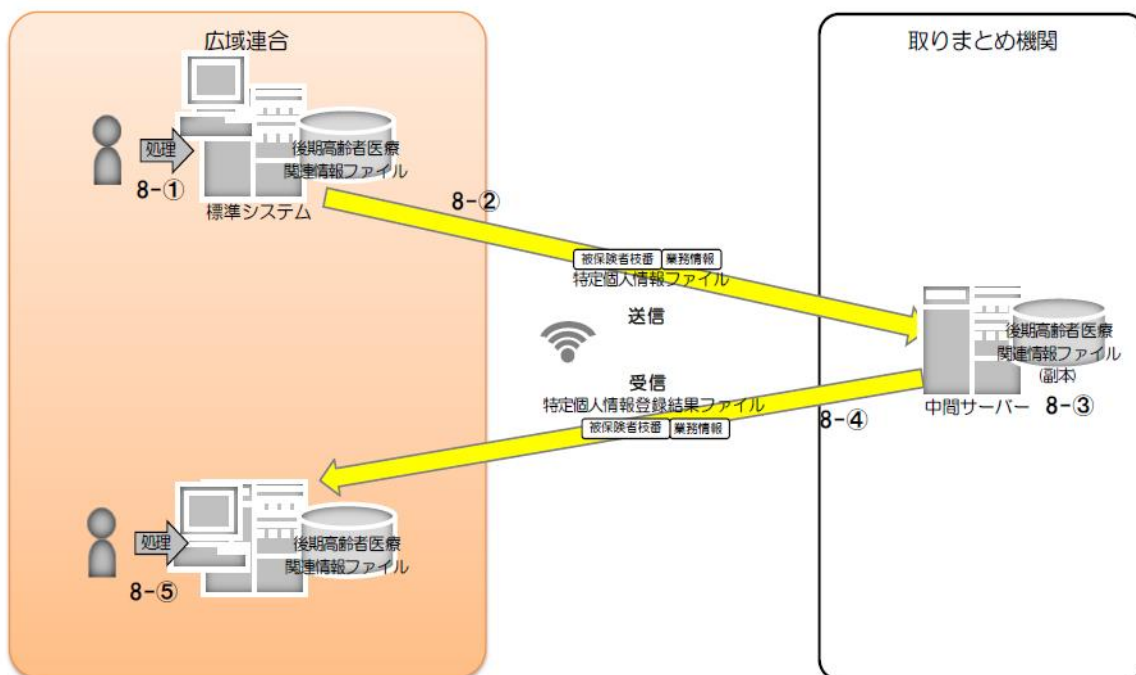 広域連合
取りまとめ機関
処理
8-①
後期高齢者医療
関連情報ファイル
標準システム
8-②
被保険者枝番 業務情報
特定個人情報ファイル
送信
後期高齢者医療
関連情報ファイル
(副本)
中間サーバー
8-③
受信
特定個人情報登録結果ファイル
被保険者枝番 業務情報
8-④
処理
8-⑤
後期高齢者医療
関連情報ファイル